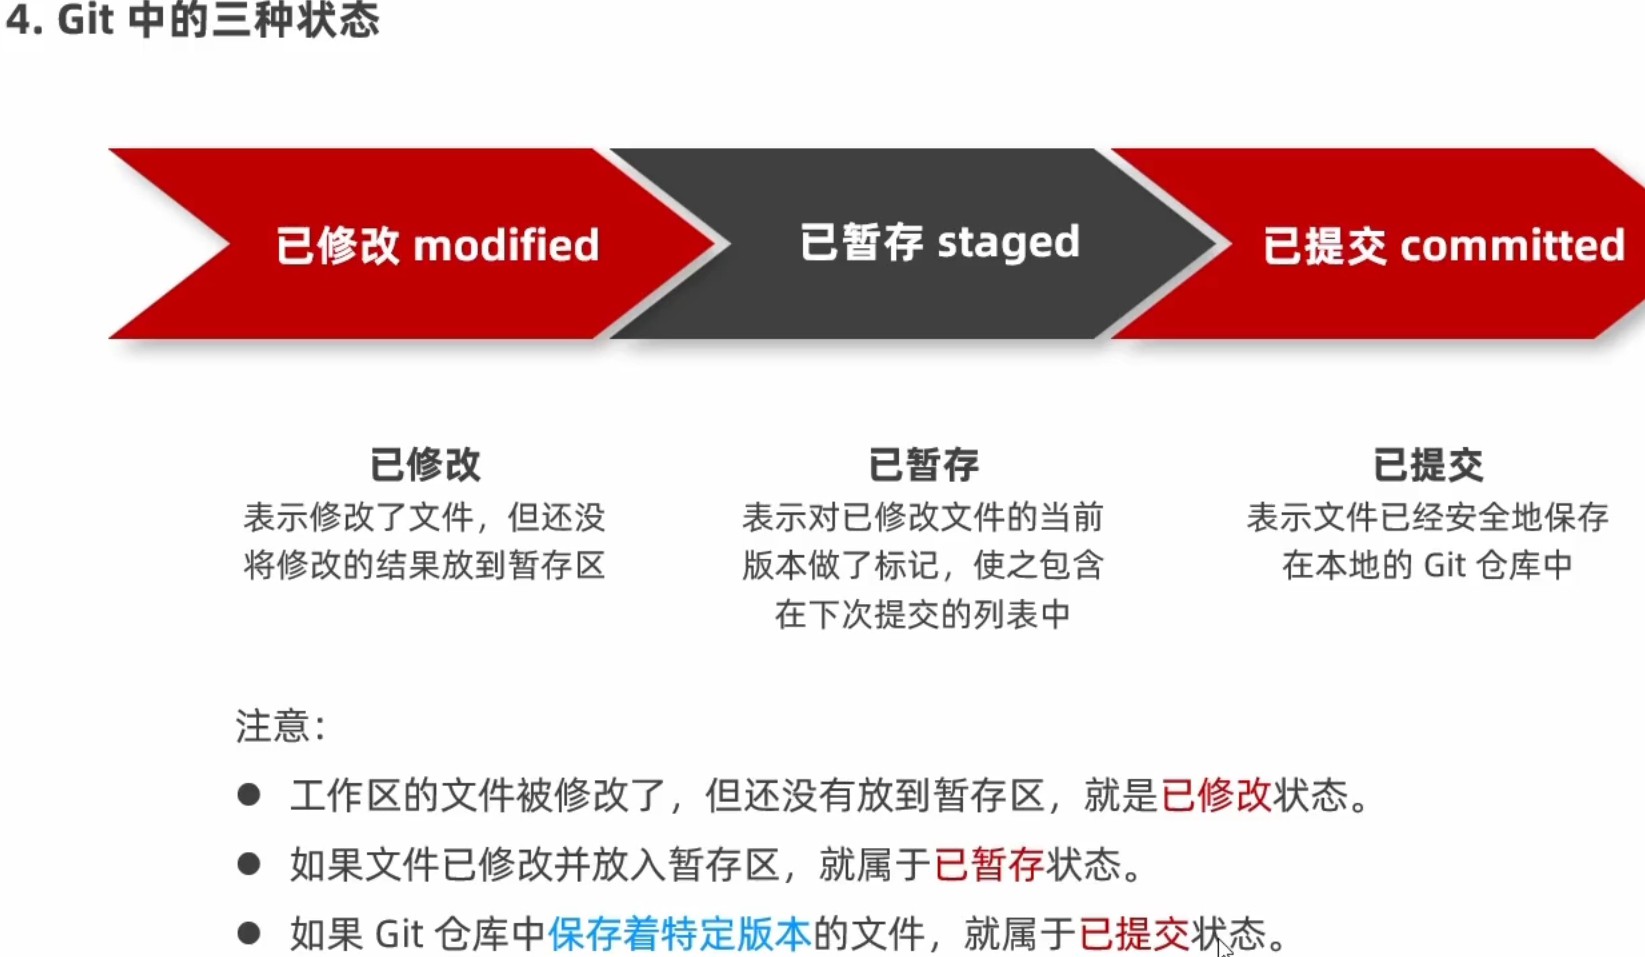 4. Git 中的三种状态
已修改 modified
已暂存 staged
已提交 committed
已修改
表示修改了文件，但还没
将修改的结果放到暂存区
已暂存
表示对已修改文件的当前
版本做了标记，使之包含
在下次提交的列表中
已提交
表示文件已经安全地保存
在本地的 Git 仓库中
注意：
● 工作区的文件被修改了，但还没有放到暂存区，就是已修改状态。
● 如果文件已修改并放入暂存区，就属于已暂存状态。
● 如果 Git 仓库中保存着特定版本的文件，就属于已提交状态。